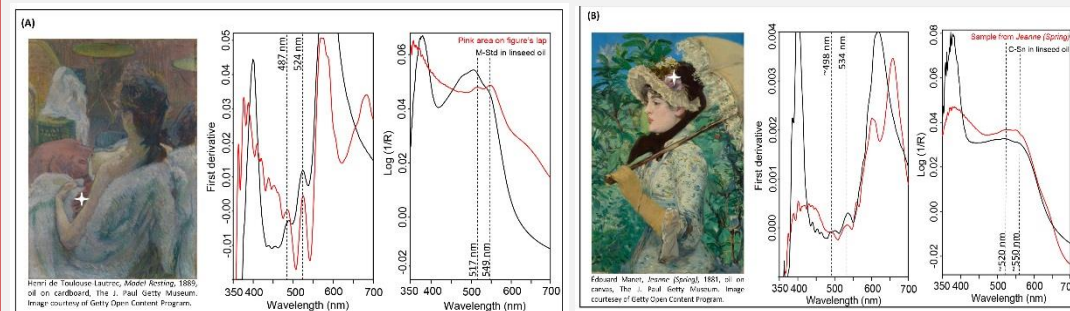 (A)
Henri de Toulouse-Lautrec, Model Resting, 1889,
oil on cardboard, The J. Paul Getty Museum.
Image courtesy of Getty Open Content Program.
First derivative
0.05
0.04
0.03
0.02
0.01
0.00
-0.01
487 nm
524 nm
350 400 500 600 700
Wavelength (nm)
Log (1/R)
0.06
0.04
0.02
0.00
-0.02
Pink area on figure's lap
M-Std in linseed oil
517 nm
549 nm
350 400 500 600 700
Wavelength (nm)
(B)
Edouard Manet, Jeanne (Spring), 1881, oil on
canvas, The J. Paul Getty Museum. Image
courtesey of Getty Open Content Program.
First derivative
0.004
0.003
0.002
0.001
0.000
~498 nm
534 nm
350 400 500 600 700
Wavelength (nm)
Log (1/R)
0.08
0.06
0.04
0.02
0.00
-0.02
Sample from Jeanne (Spring)
C-Sn in linseed oil
~520 nm
~550 nm
350 400 500 600 700
Wavelength (nm)